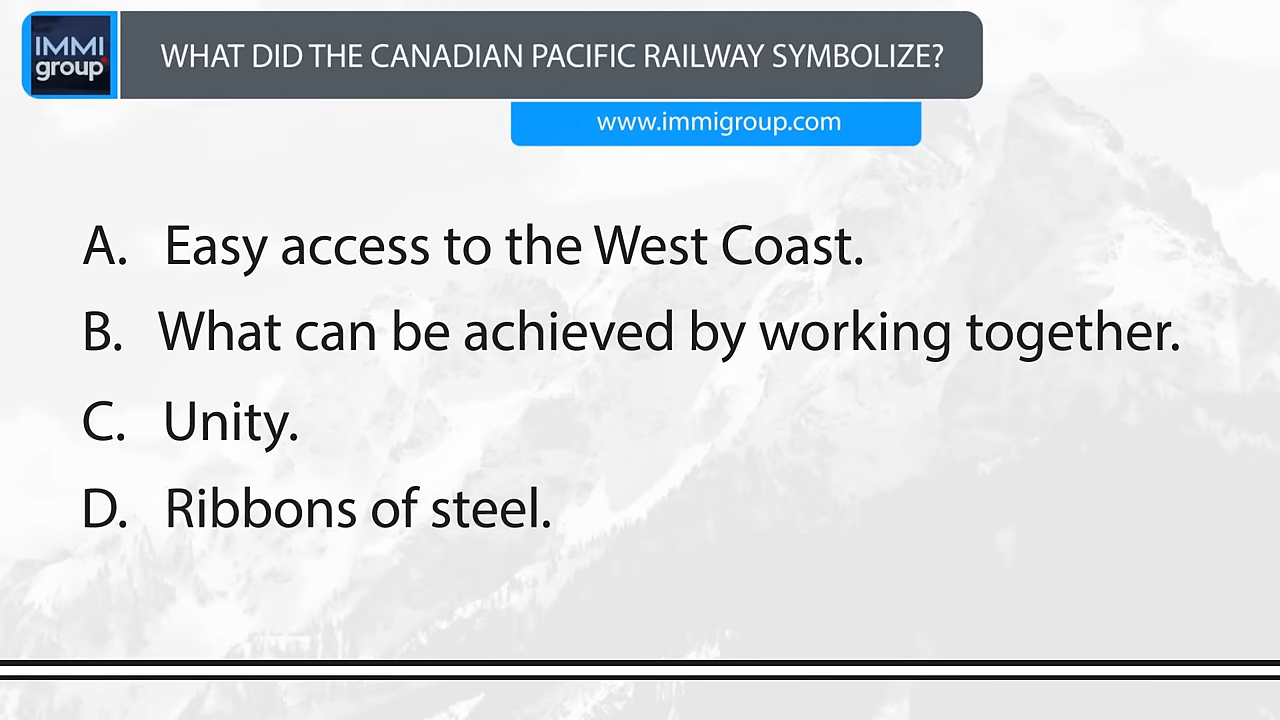 IMMI
group
WHAT DID THE CANADIAN PACIFIC RAILWAY SYMBOLIZE?
www.immigroup.com
A. Easy access to the West Coast.
B. What can be achieved by working together.
C. Unity.
D. Ribbons of steel.